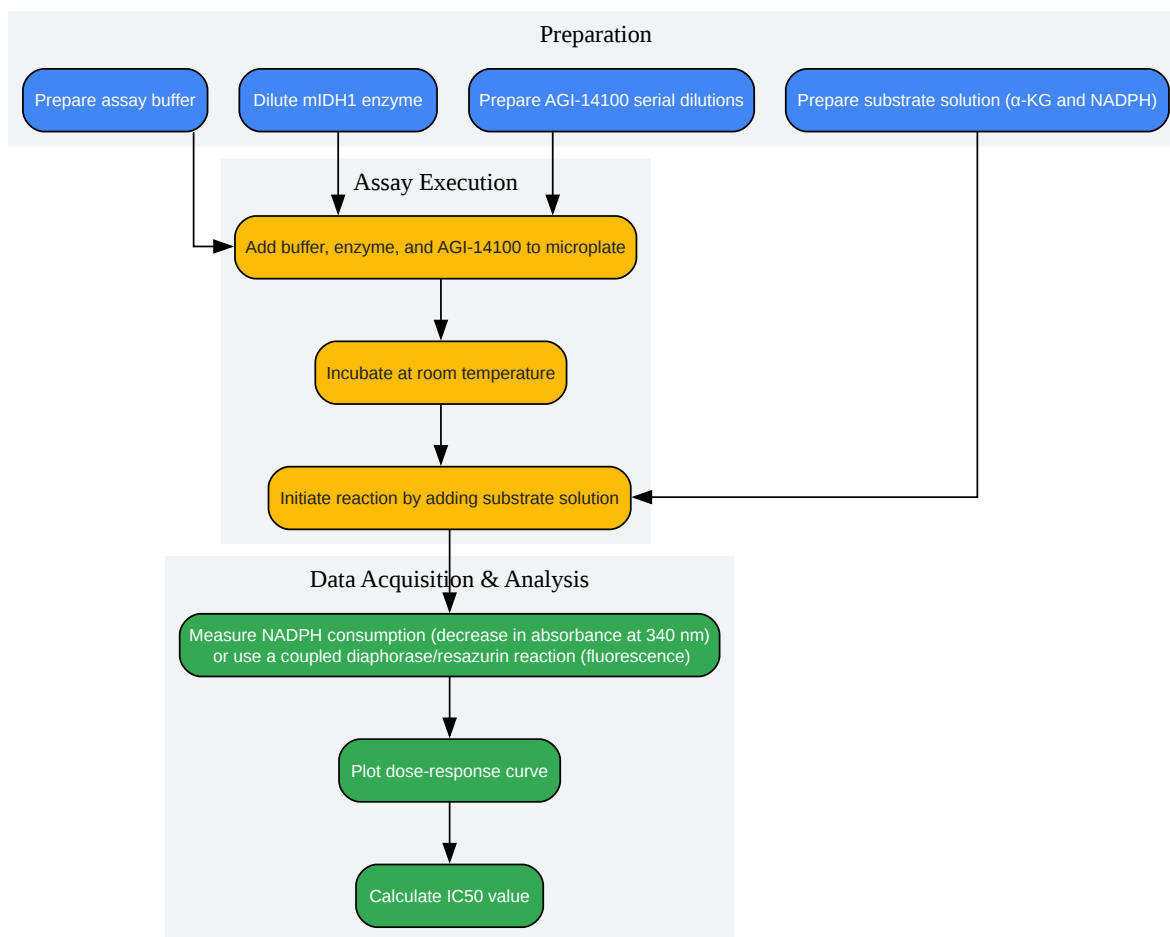 Preparation
Prepare assay buffer
Dilute mIDH1 enzyme
Prepare AGI-14100 serial dilutions
Prepare substrate solution (α-KG and NADPH)
Assay Execution
Add buffer, enzyme, and AGI-14100 to microplate
Incubate at room temperature
Initiate reaction by adding substrate solution
Data Acquisition & Analysis
Measure NADPH consumption (decrease in absorbance at 340 nm)
or use a coupled diaphorase/resazurin reaction (fluorescence)
Plot dose-response curve
Calculate IC50 value